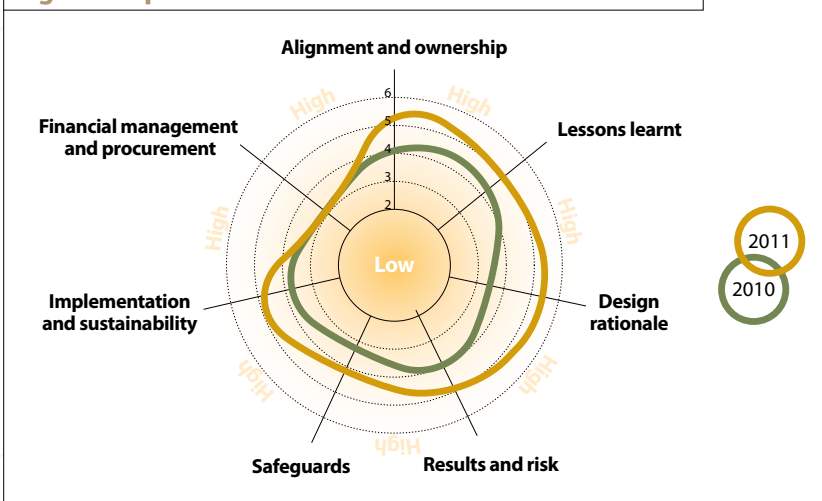 Alignment and ownership
High
High
6
5
4
3
2
Financial management
and procurement
Lessons learnt
High
High
Low
2011
2010
Implementation
and sustainability
Design
rationale
High
High
High
Safeguards
Results and risk